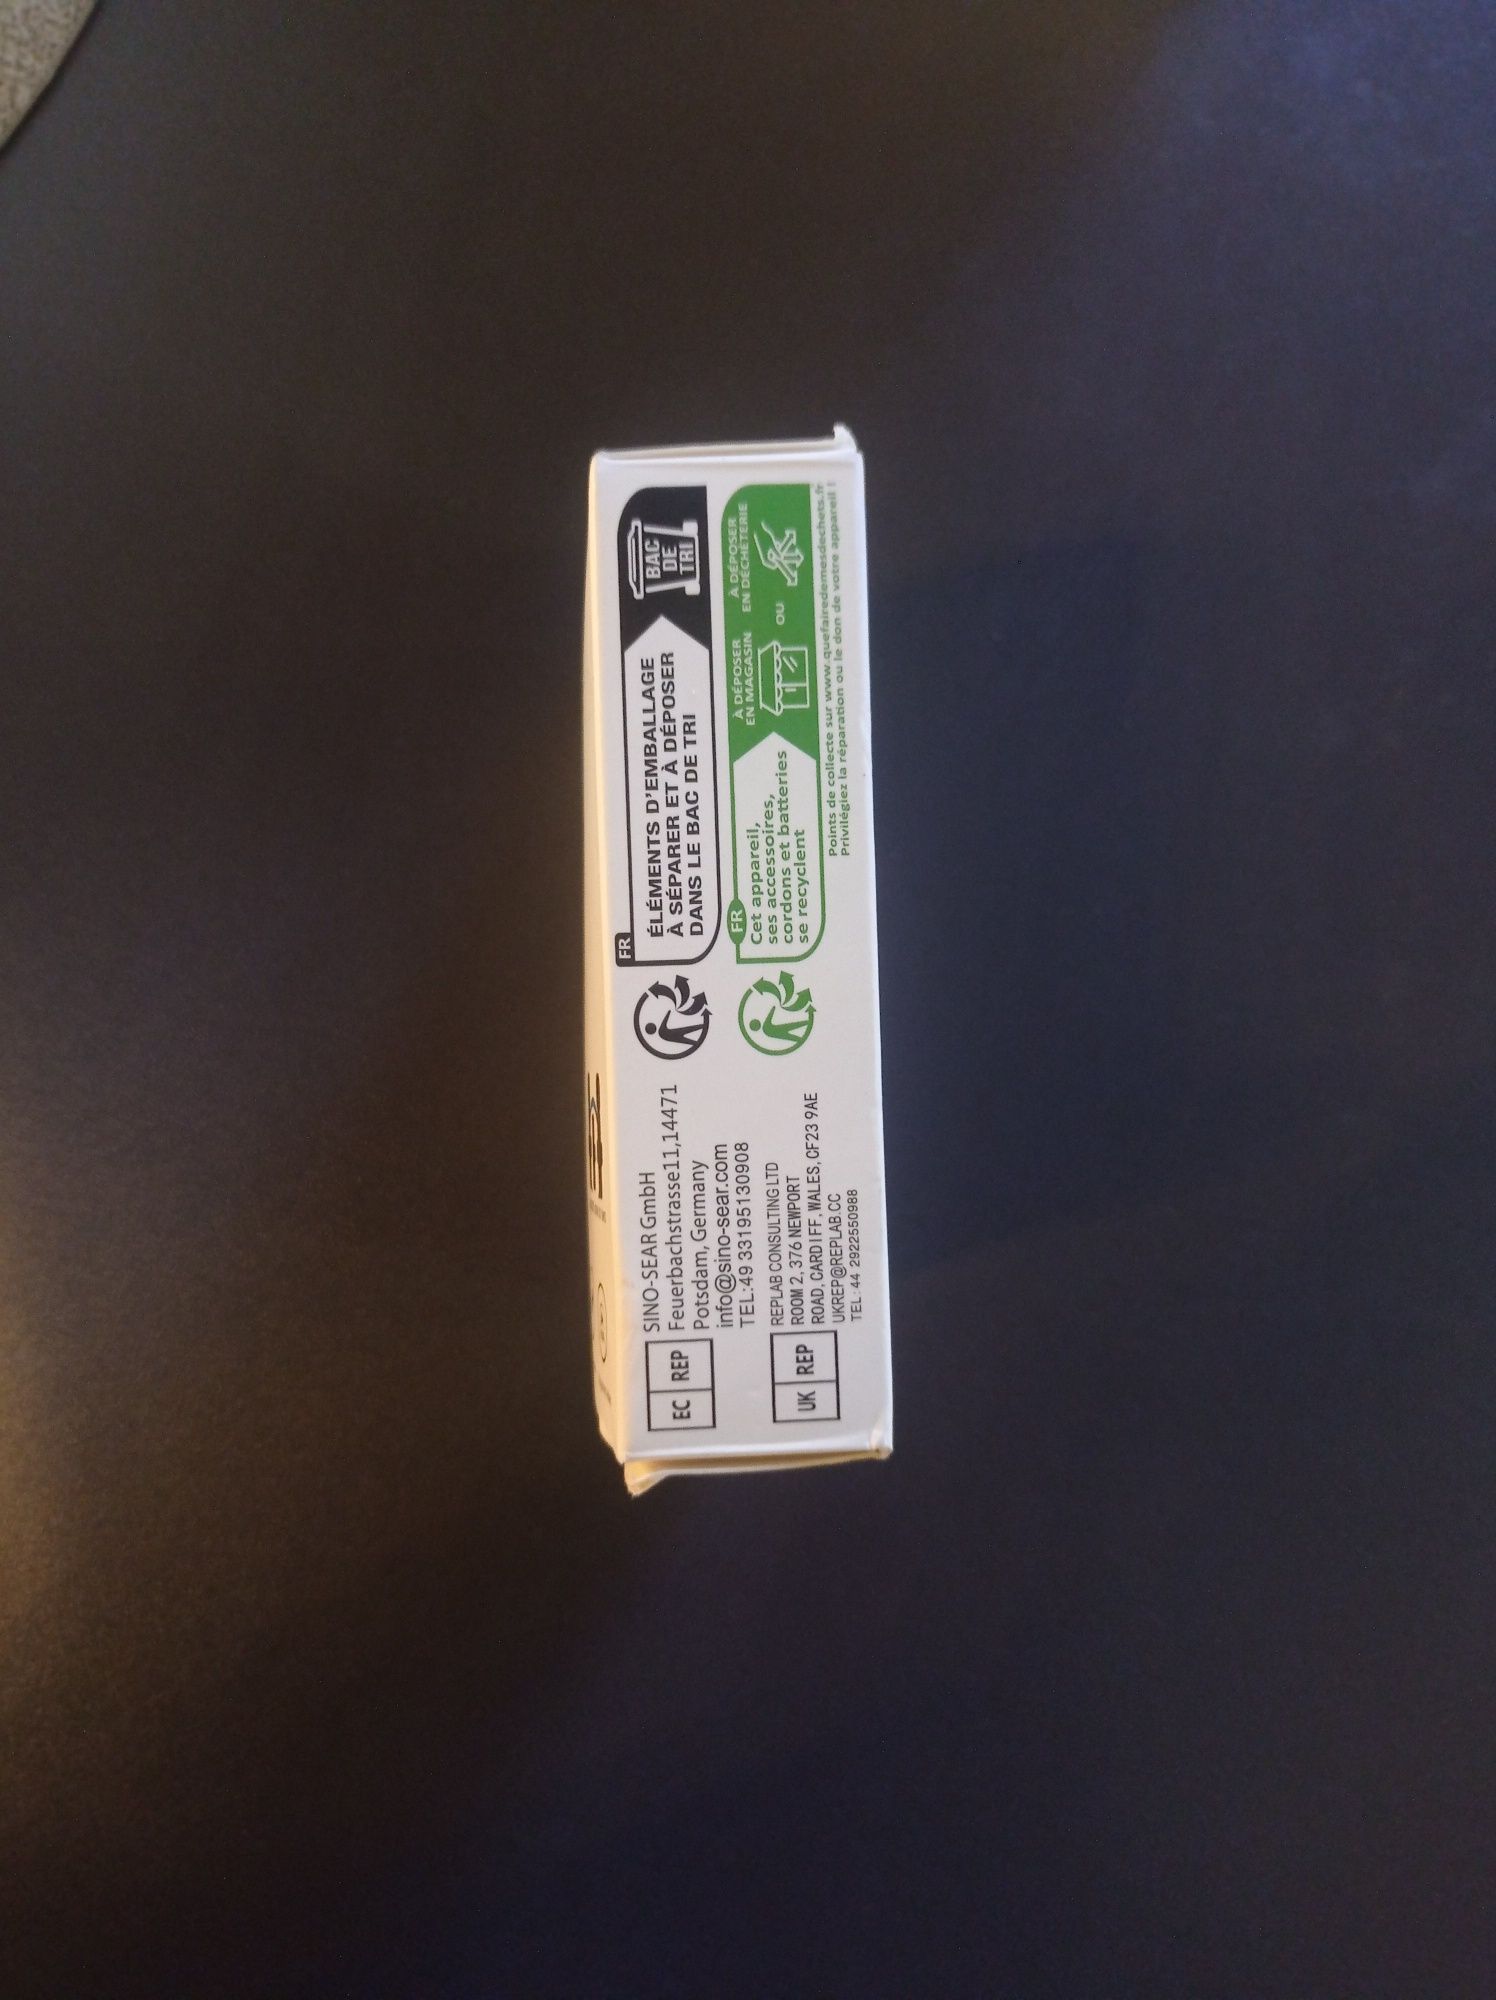 EC REP
SINO-SEAR GmbH
Feuerbachstrasse11,14471
Potsdam, Germany
info@sino-sear.com
TEL:49 33195130908
UK REP
REPLAB CONSULTING LTD
ROOM 2, 376 NEWPORT
ROAD, CARDIFF, WALES, CF23 9AE
UKREP@REPLAB.CC
TEL:44 2922550988
FR
ÉLÉMENTS D'EMBALLAGE
À SÉPARER ET À DÉPOSER
DANS LE BAC DE TRI
BAC
DE
TRI
FR
Cet appareil,
ses accessoires,
cordons et batteries
se recyclent
À DÉPOSER
EN MAGASIN
OU
À DÉPOSER
EN DÉCHÈTERIE
Points de collecte sur www.quefairedemesdechets.fr
Privilégiez la réparation ou le don de votre appareil !